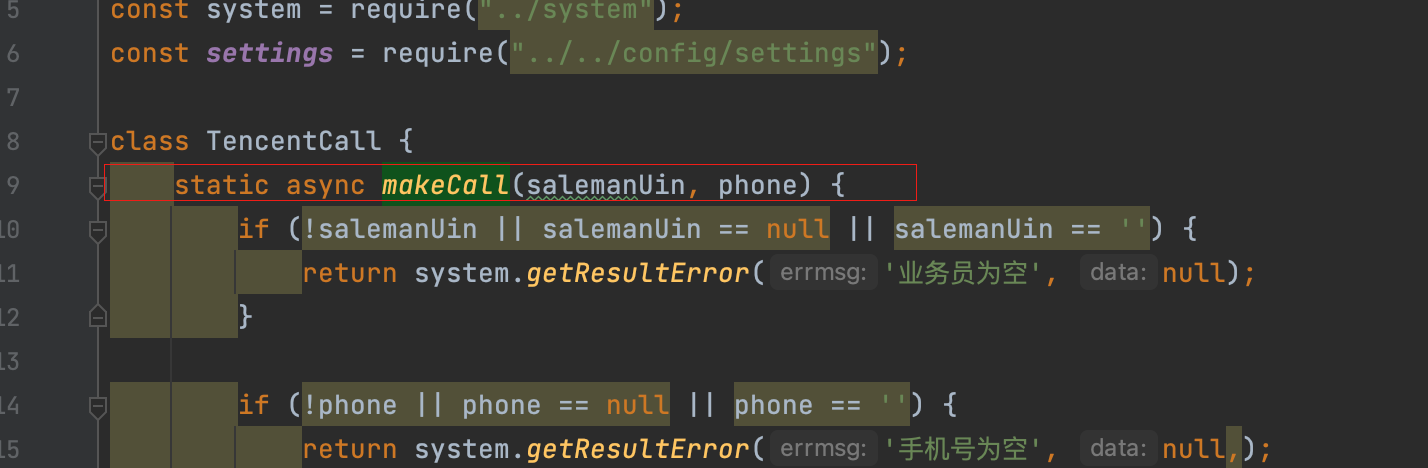 5 const system = require("../system");
6 const settings = require("../../config/settings");
7
8 class TencentCall {
9 static async makeCall(salemanUin, phone) {
10 if (!salemanUin || salemanUin == null || salemanUin == '') {
11 return system.getResultError( errmsg: '业务员为空', data: null);
12 }
13
14 if (!phone || phone == null || phone == '') {
15 return system.getResultError( errmsg: '手机号为空', data: null,);